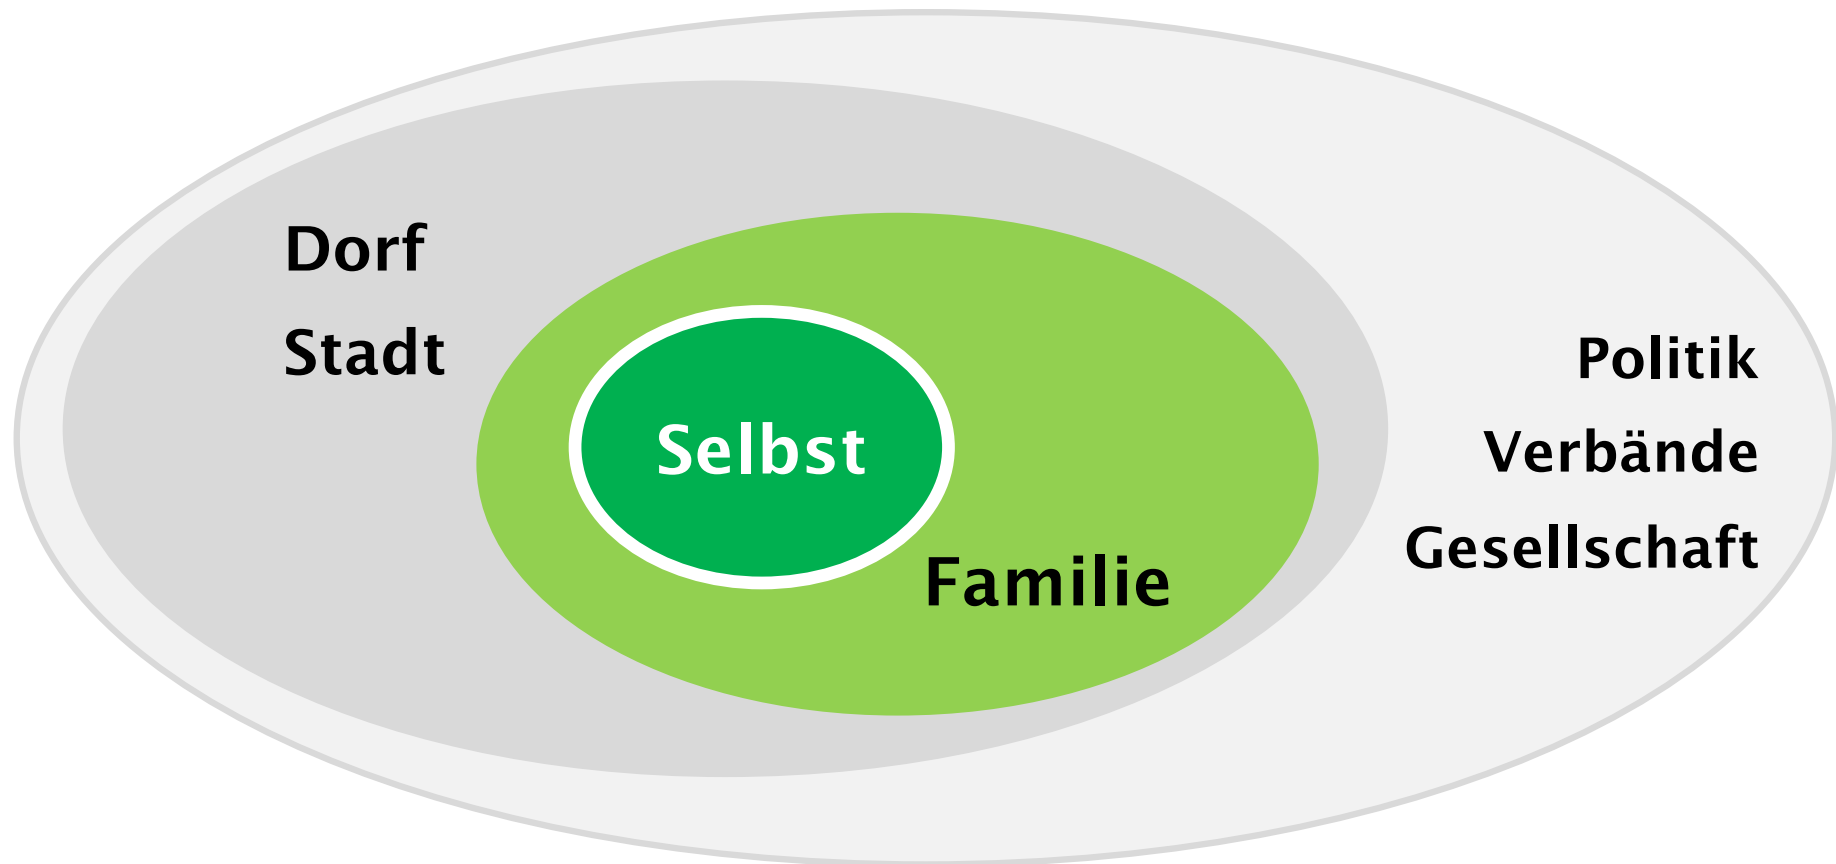 Dorf
Stadt
Selbst
Familie
Politik
Verbände
Gesellschaft